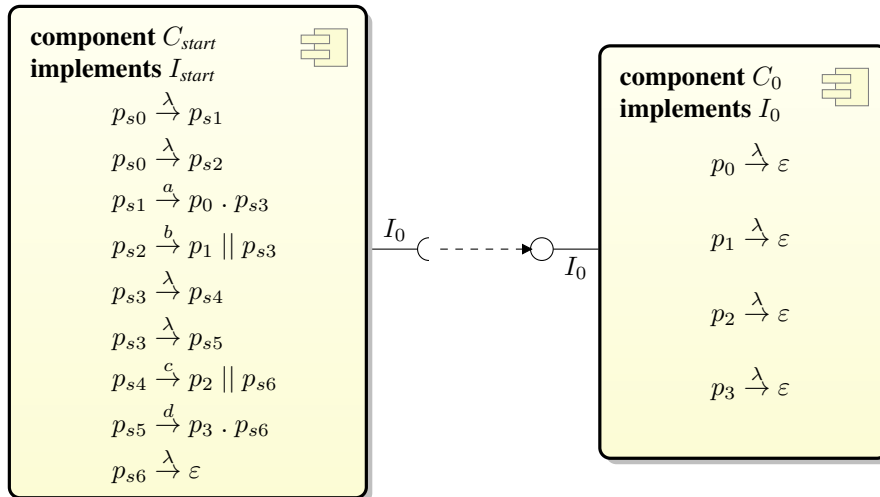 component C_start
implements I_start
p_s0 →^λ p_s1
p_s0 →^λ p_s2
p_s1 →^a p_0 . p_s3
p_s2 →^b p_1 || p_s3
p_s3 →^λ p_s4
p_s3 →^λ p_s5
p_s4 →^c p_2 || p_s6
p_s5 →^d p_3 . p_s6
p_s6 →^λ ε
I_0
I_0
component C_0
implements I_0
p_0 →^λ ε
p_1 →^λ ε
p_2 →^λ ε
p_3 →^λ ε